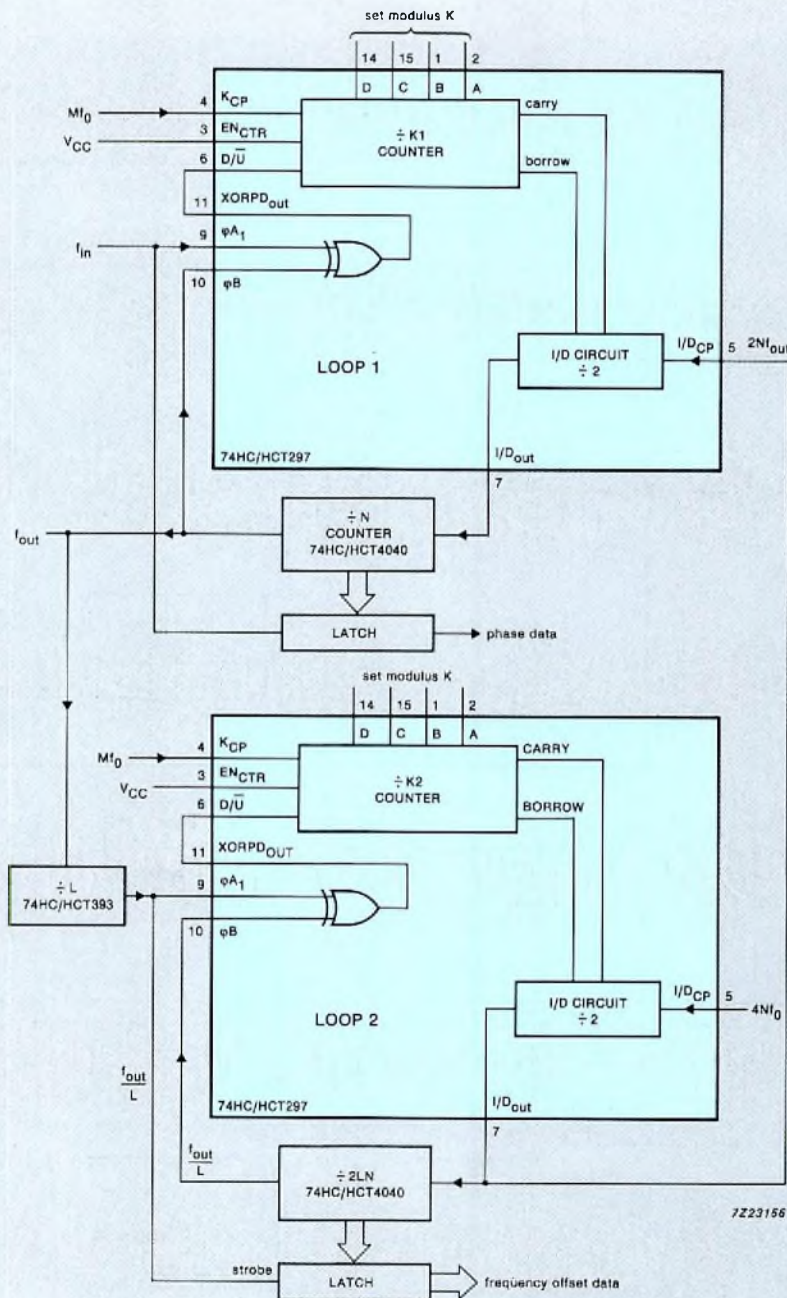 set modulus K
14 15 1 2
D C B A
Mf0 4 KCP
VCC 3 ENCTR
6 D/U̅
÷ K1
COUNTER
carry
borrow
11 XORPDout
fin 9 φA1
10 φB
LOOP 1
I/D CIRCUIT
÷ 2
I/DCP 5 2Nfout
74HC/HCT297
I/Dout
7
fout
÷ N
COUNTER
74HC/HCT4040
LATCH
phase data
set modulus K
14 15 1 2
D C B A
Mf0 4 KCP
VCC 3 ENCTR
6 D/U̅
÷ K2
COUNTER
CARRY
BORROW
11 XORPDOUT
÷ L
74HC/HCT393
9 φA1
10 φB
LOOP 2
I/D CIRCUIT
÷ 2
I/DCP 5 4Nf0
fout
L
74HC/HCT297
I/Dout
7
fout
L
÷ 2LN
74HC/HCT4040
7Z23156
strobe
LATCH
frequency offset data